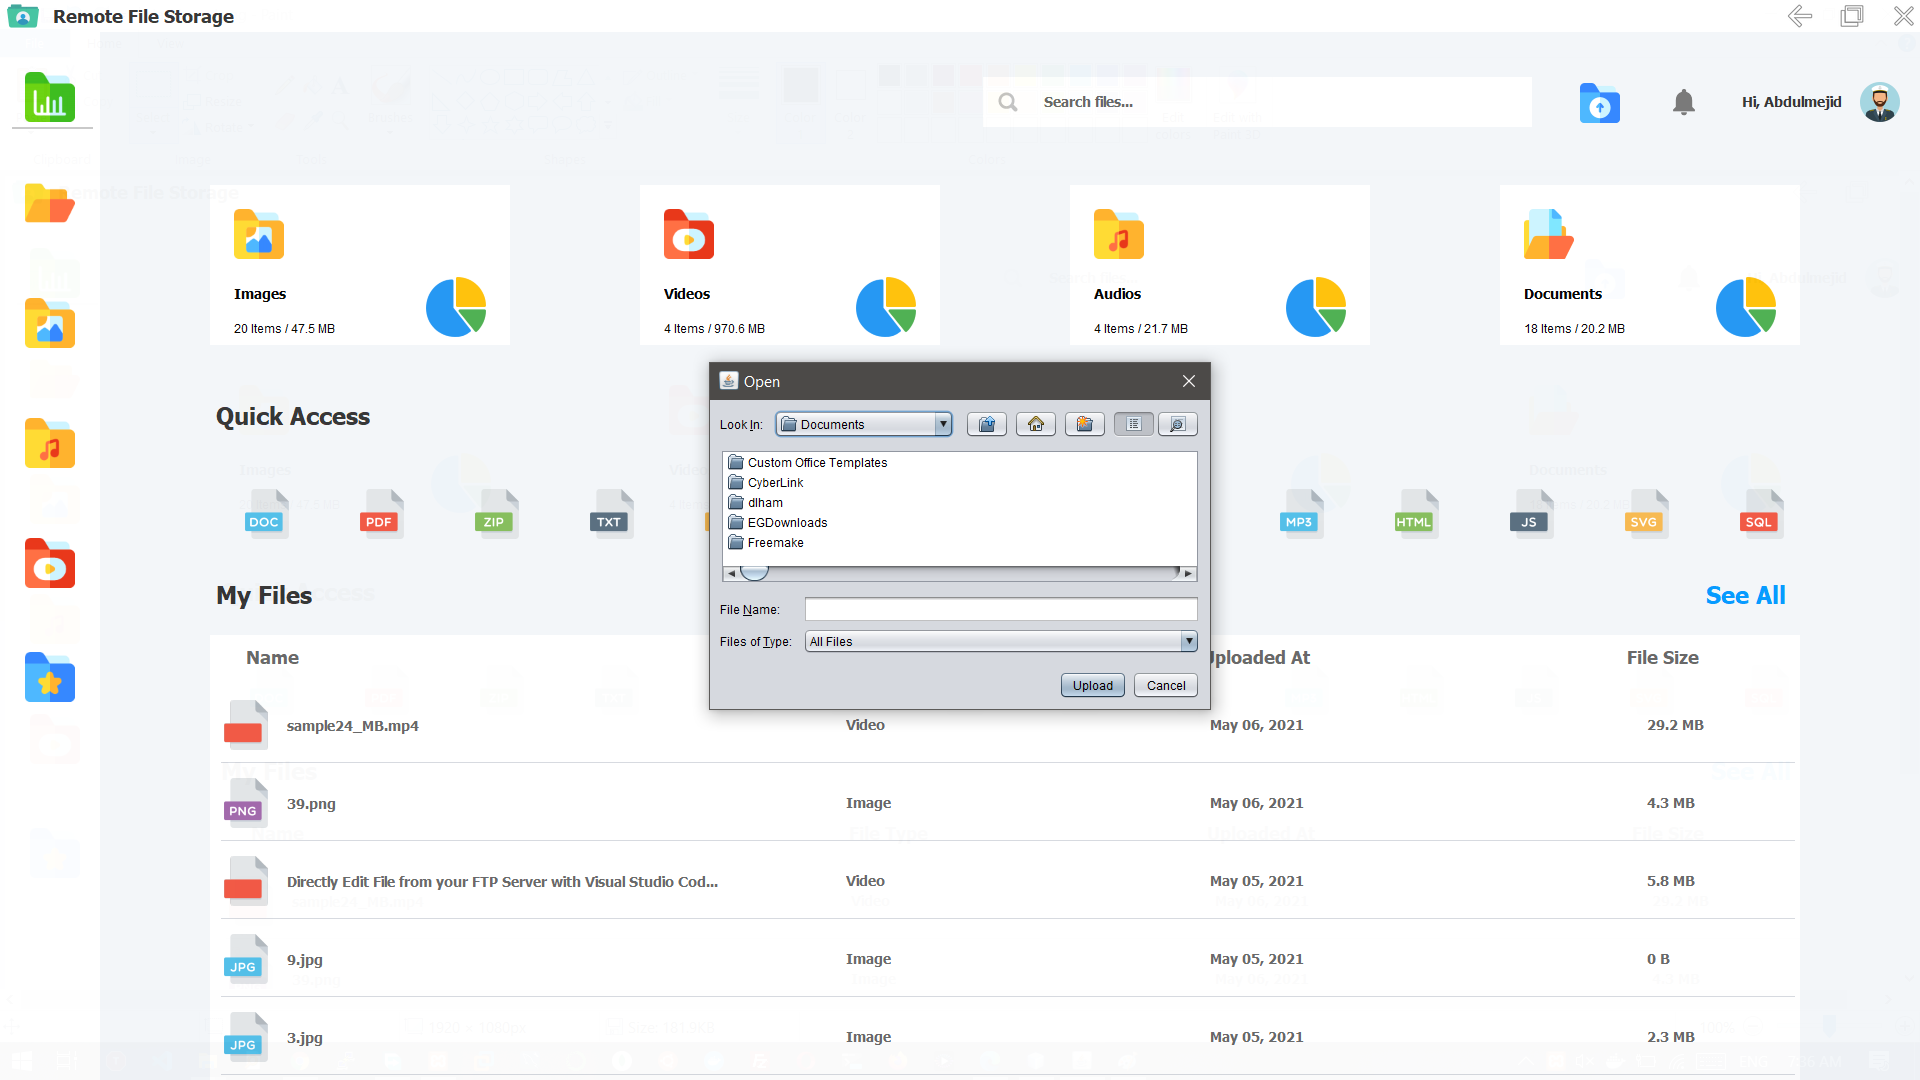 Remote File Storage
Search files...
Hi, Abdulmejid
Images
20 Items / 47.5 MB
Videos
4 Items / 970.6 MB
Audios
4 Items / 21.7 MB
Documents
18 Items / 20.2 MB
Quick Access
DOC
PDF
ZIP
TXT
MP3
HTML
JS
SVG
SQL
Open
Look In:
Documents
Custom Office Templates
CyberLink
dlham
EGDownloads
Freemake
File Name:
Files of Type:
All Files
Upload
Cancel
My Files
See All
Name
Uploaded At
File Size
sample24_MB.mp4
Video
May 06, 2021
29.2 MB
PNG
39.png
Image
May 06, 2021
4.3 MB
Directly Edit File from your FTP Server with Visual Studio Cod...
Video
May 05, 2021
5.8 MB
JPG
9.jpg
Image
May 05, 2021
0 B
JPG
3.jpg
Image
May 05, 2021
2.3 MB